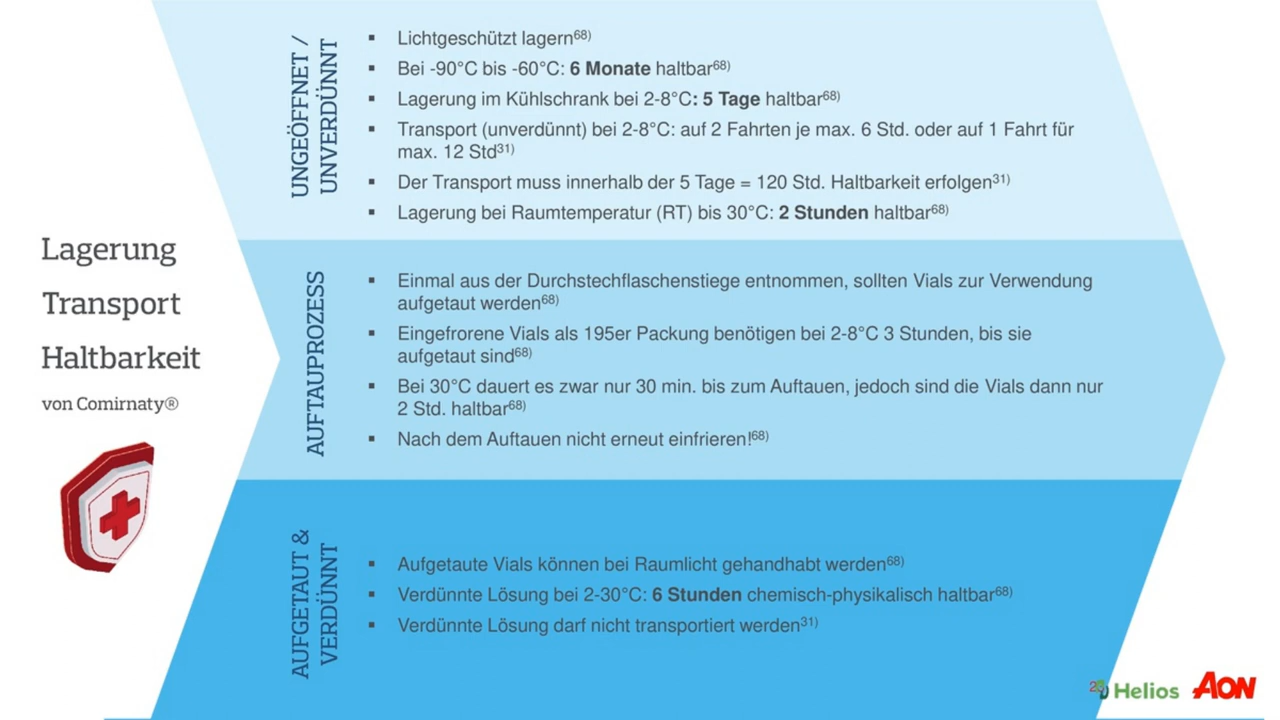 Lagerung
Transport
Haltbarkeit
von Comirnaty®
UNGEÖFFNET /
UNVERDÜNNT
▪ Lichtgeschützt lagern68)
▪ Bei -90°C bis -60°C: 6 Monate haltbar68)
▪ Lagerung im Kühlschrank bei 2-8°C: 5 Tage haltbar68)
▪ Transport (unverdünnt) bei 2-8°C: auf 2 Fahrten je max. 6 Std. oder auf 1 Fahrt für
max. 12 Std31)
▪ Der Transport muss innerhalb der 5 Tage = 120 Std. Haltbarkeit erfolgen31)
▪ Lagerung bei Raumtemperatur (RT) bis 30°C: 2 Stunden haltbar68)
AUFTAUPROZESS
▪ Einmal aus der Durchstechflaschenstiege entnommen, sollten Vials zur Verwendung
aufgetaut werden68)
▪ Eingefrorene Vials als 195er Packung benötigen bei 2-8°C 3 Stunden, bis sie
aufgetaut sind68)
▪ Bei 30°C dauert es zwar nur 30 min. bis zum Auftauen, jedoch sind die Vials dann nur
2 Std. haltbar68)
▪ Nach dem Auftauen nicht erneut einfrieren!68)
AUFGETAUT &
VERDÜNNT
▪ Aufgetaute Vials können bei Raumlicht gehandhabt werden68)
▪ Verdünnte Lösung bei 2-30°C: 6 Stunden chemisch-physikalisch haltbar68)
▪ Verdünnte Lösung darf nicht transportiert werden31)
Helios AON